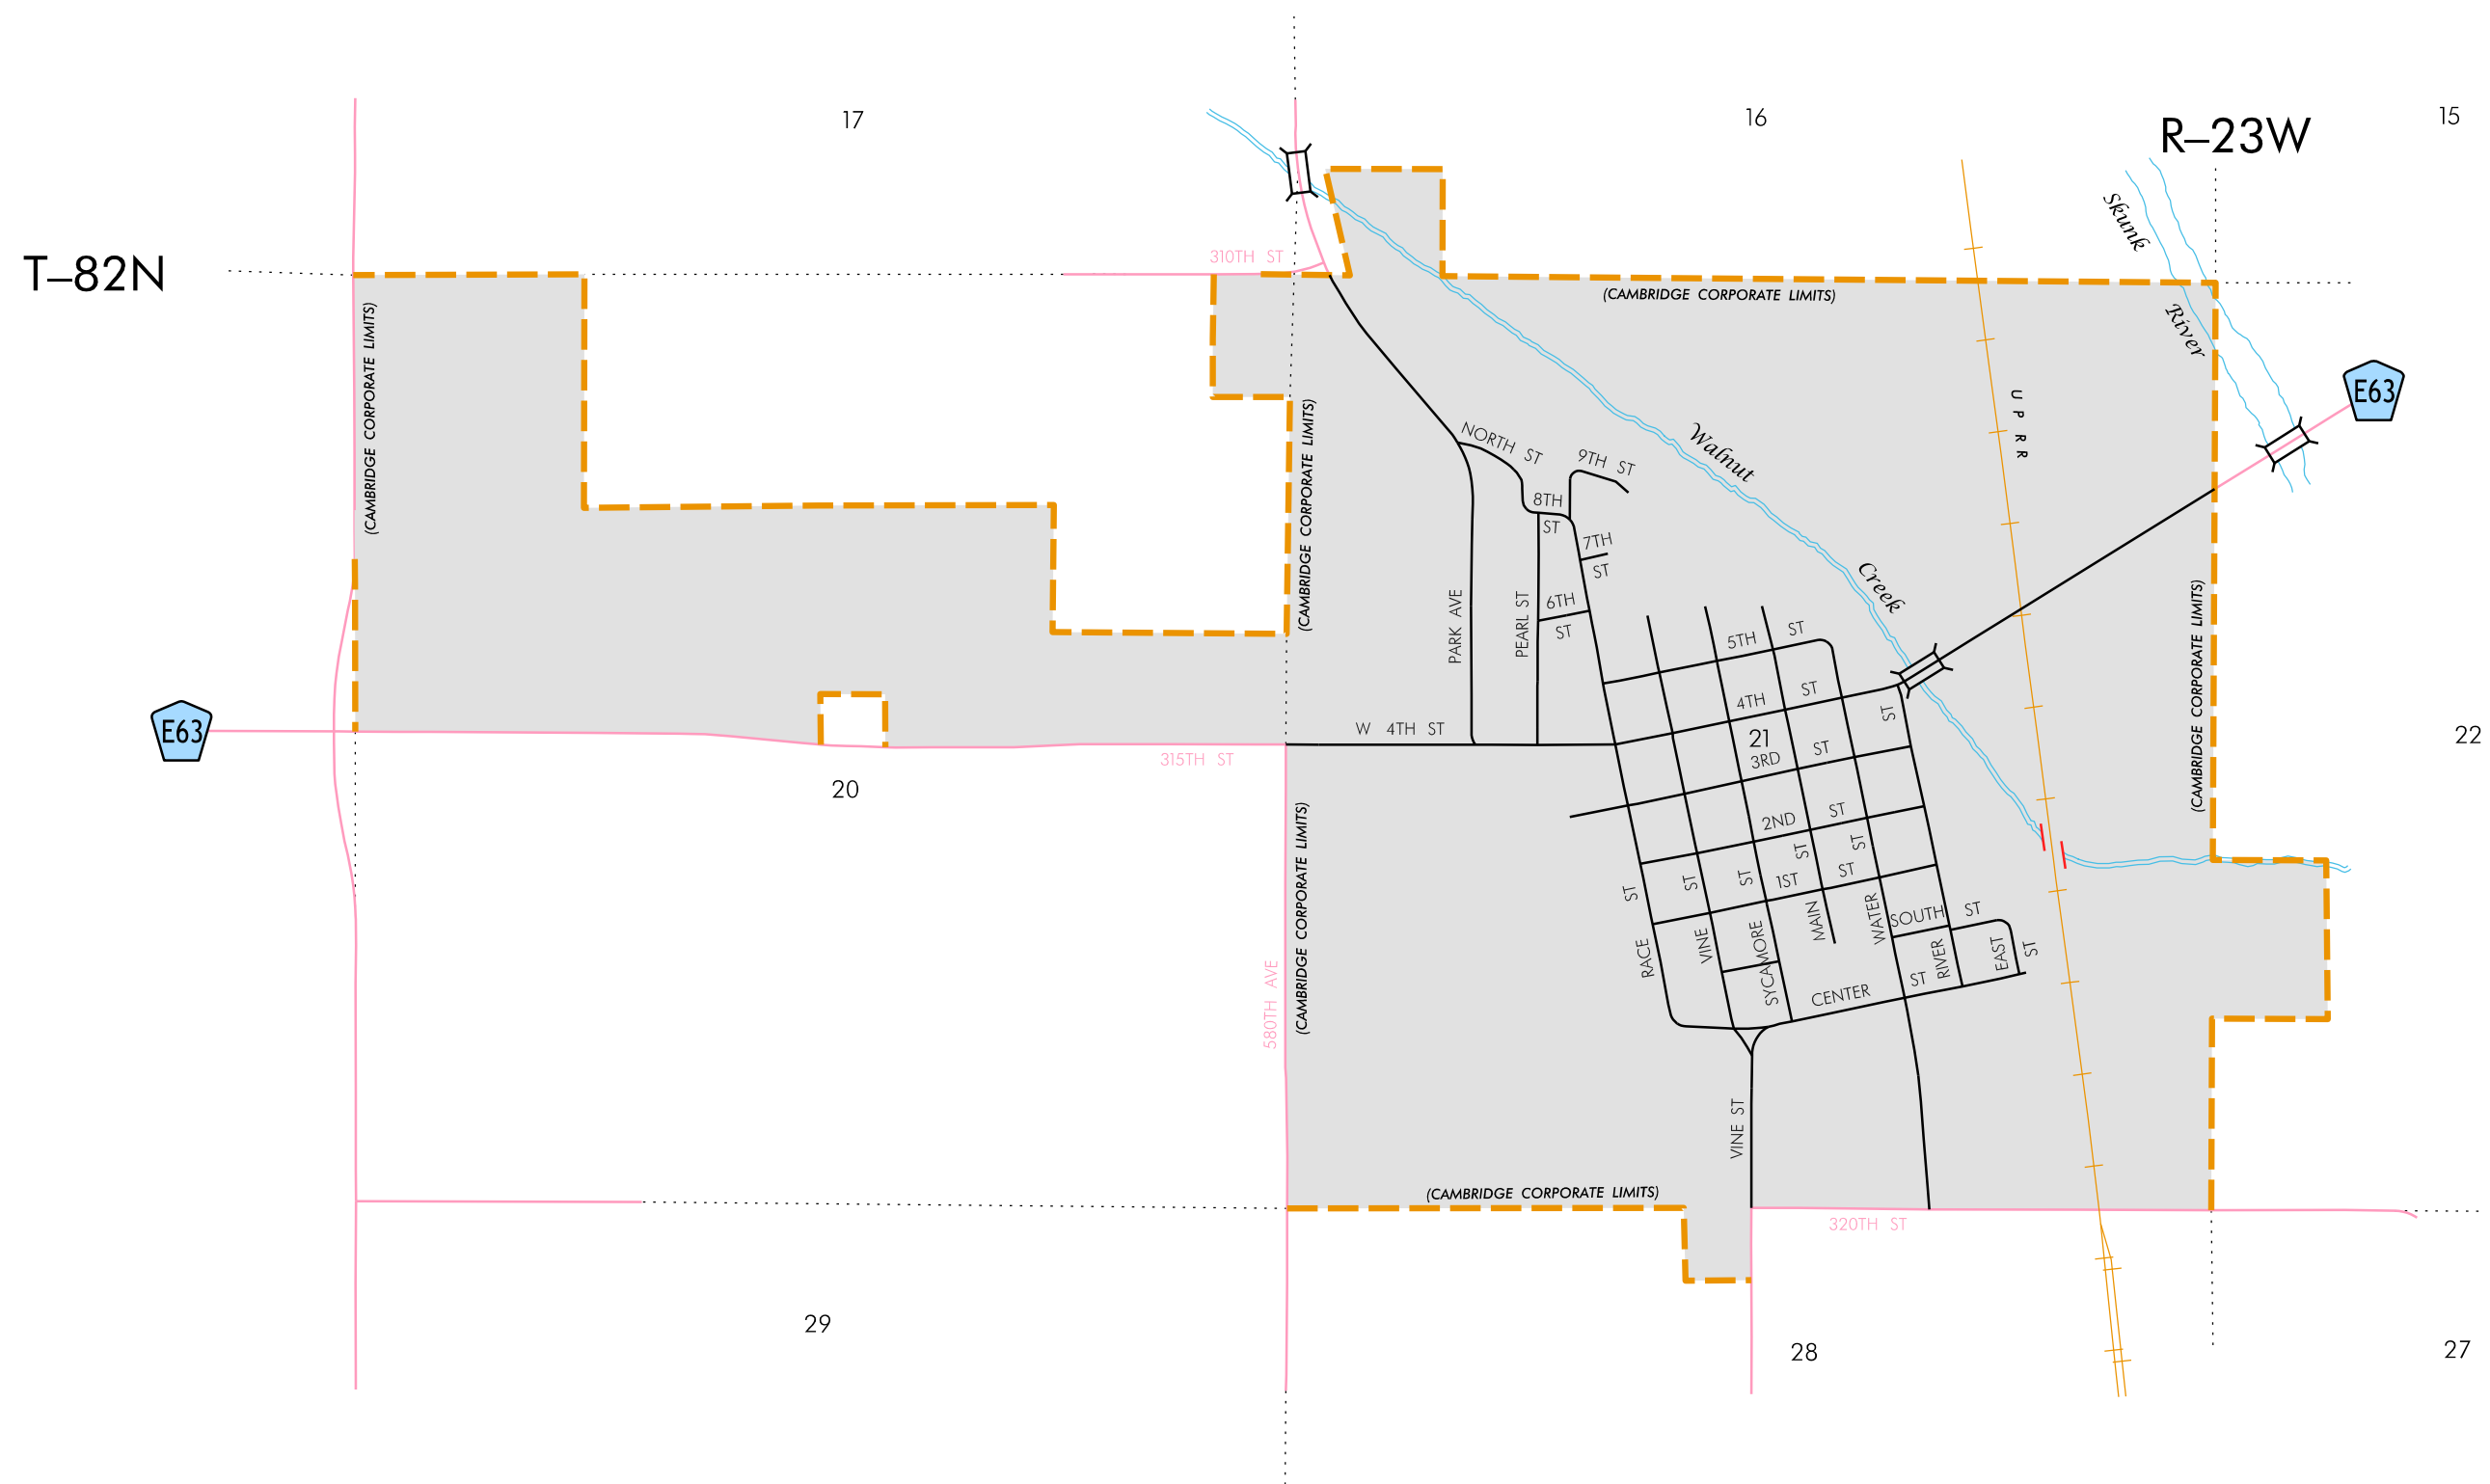 17
16
15
R–23W
Skunk
River
310TH ST
T–82N
(CAMBRIDGE CORPORATE LIMITS)
(CAMBRIDGE CORPORATE LIMITS)
(CAMBRIDGE CORPORATE LIMITS)
E63
U P R R
NORTH ST
9TH ST
Walnut
Creek
8TH
ST
7TH
ST
6TH
ST
PARK AVE
PEARL ST
5TH ST
4TH ST
ST
(CAMBRIDGE CORPORATE LIMITS)
E63
W 4TH ST
315TH ST
21
3RD ST
22
20
2ND ST
(CAMBRIDGE CORPORATE LIMITS)
1ST ST
RACE ST
VINE ST
SYCAMORE ST
MAIN ST
WATER ST
SOUTH ST
RIVER
EAST ST
CENTER ST
580TH AVE
VINE ST
(CAMBRIDGE CORPORATE LIMITS)
320TH ST
29
28
27